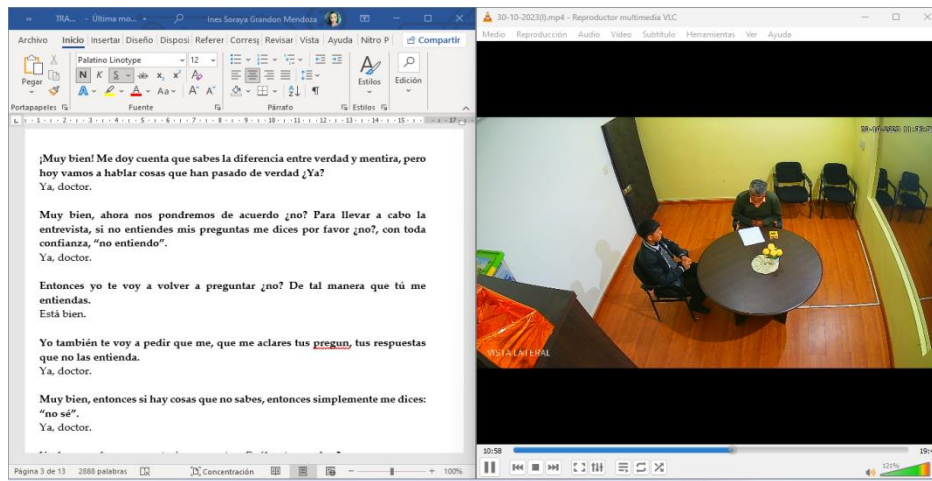 TRA... - Última mo...
Ines Soraya Grandon Mendoza
Archivo Inicio Insertar Diseño Disposi Referer Corresp Revisar Vista Ayuda Nitro P Compartir
Pegar
Palatino Linotype 12
N K S ab x₂ x²
A Aa A A
Estilos
Edición
Portapapeles Fuente Párrafo Estilos
¡Muy bien! Me doy cuenta que sabes la diferencia entre verdad y mentira, pero
hoy vamos a hablar cosas que han pasado de verdad ¿Ya?
Ya, doctor.
Muy bien, ahora nos pondremos de acuerdo ¿no? Para llevar a cabo la
entrevista, si no entiendes mis preguntas me dices por favor ¿no?, con toda
confianza, “no entiendo”.
Ya, doctor.
Entonces yo te voy a volver a preguntar ¿no? De tal manera que tú me
entiendas.
Está bien.
Yo también te voy a pedir que me, que me aclares tus pregun, tus respuestas
que no las entienda.
Ya, doctor.
Muy bien, entonces si hay cosas que no sabes, entonces simplemente me dices:
“no sé”.
Ya, doctor.
Página 3 de 13 2888 palabras Concentración 100%
30-10-2023(I).mp4 - Reproductor multimedia VLC
Medio Reproducción Audio Vídeo Subtítulo Herramientas Ver Ayuda
VISTA LATERAL
10:58
121%